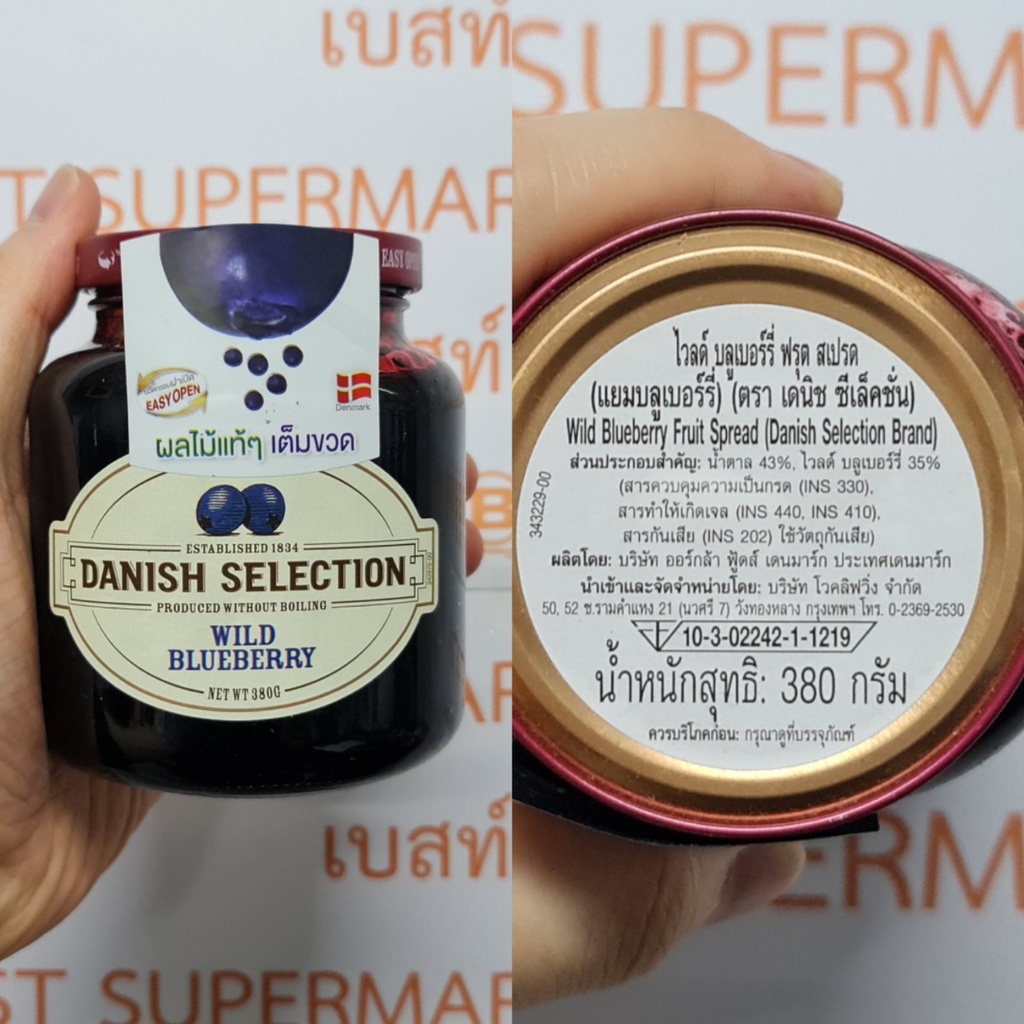 เบสท์
T SUPERMAR
EASY OPEN
EASY OPEN
Denmark
ผลไม้แท้ๆ เต็มขวด
ESTABLISHED 1834
DANISH SELECTION
PRODUCED WITHOUT BOILING
WILD
BLUEBERRY
NET WT 380G
เบสท์
ST SUPERMAR
SUPERM
ไวลด์ บลูเบอร์รี่ ฟรุต สเปรด
(แยมบลูเบอร์รี่) (ตรา เดนิช ซีเล็คชั่น)
Wild Blueberry Fruit Spread (Danish Selection Brand)
ส่วนประกอบสำคัญ: น้ำตาล 43%, ไวลด์ บลูเบอร์รี่ 35%
(สารควบคุมความเป็นกรด (INS 330),
สารทำให้เกิดเจล (INS 440, INS 410),
สารกันเสีย (INS 202) ใช้วัตถุกันเสีย)
343229-00
ผลิตโดย: บริษัท ออร์กล้า ฟู้ดส์ เดนมาร์ก ประเทศเดนมาร์ก
นำเข้าและจัดจำหน่ายโดย: บริษัท โวคลิฟวิ่ง จำกัด
50, 52 ซ.รามคำแหง 21 (นวศรี 7) วังทองหลาง กรุงเทพฯ โทร. 0-2369-2530
10-3-02242-1-1219
น้ำหนักสุทธิ: 380 กรัม
ควรบริโภคก่อน: กรุณาดูที่บรรจุภัณฑ์
ERM